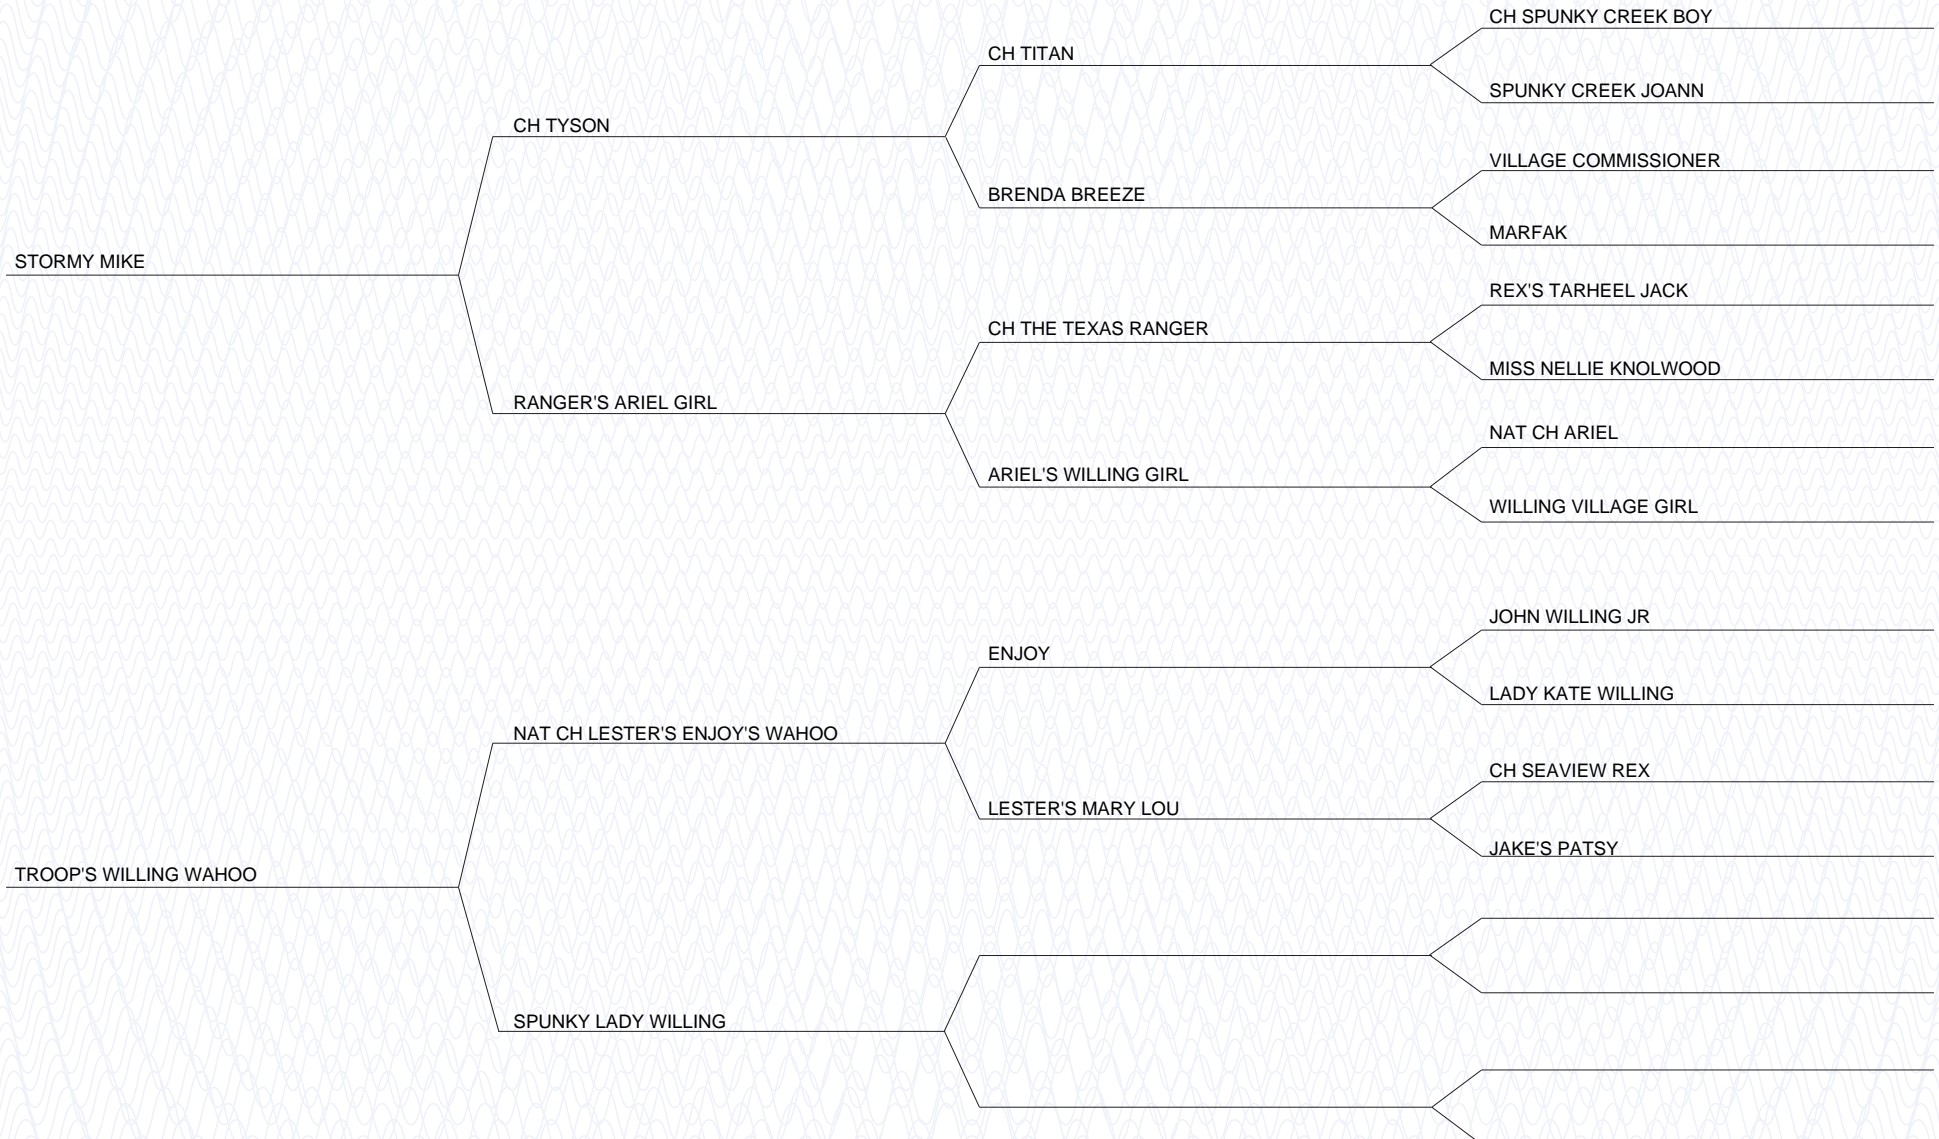 CH SPUNKY CREEK BOY
CH TITAN
SPUNKY CREEK JOANN
CH TYSON
VILLAGE COMMISSIONER
BRENDA BREEZE
MARFAK
STORMY MIKE
REX'S TARHEEL JACK
CH THE TEXAS RANGER
MISS NELLIE KNOLWOOD
RANGER'S ARIEL GIRL
NAT CH ARIEL
ARIEL'S WILLING GIRL
WILLING VILLAGE GIRL
JOHN WILLING JR
ENJOY
LADY KATE WILLING
NAT CH LESTER'S ENJOY'S WAHOO
CH SEAVIEW REX
LESTER'S MARY LOU
JAKE'S PATSY
TROOP'S WILLING WAHOO
SPUNKY LADY WILLING